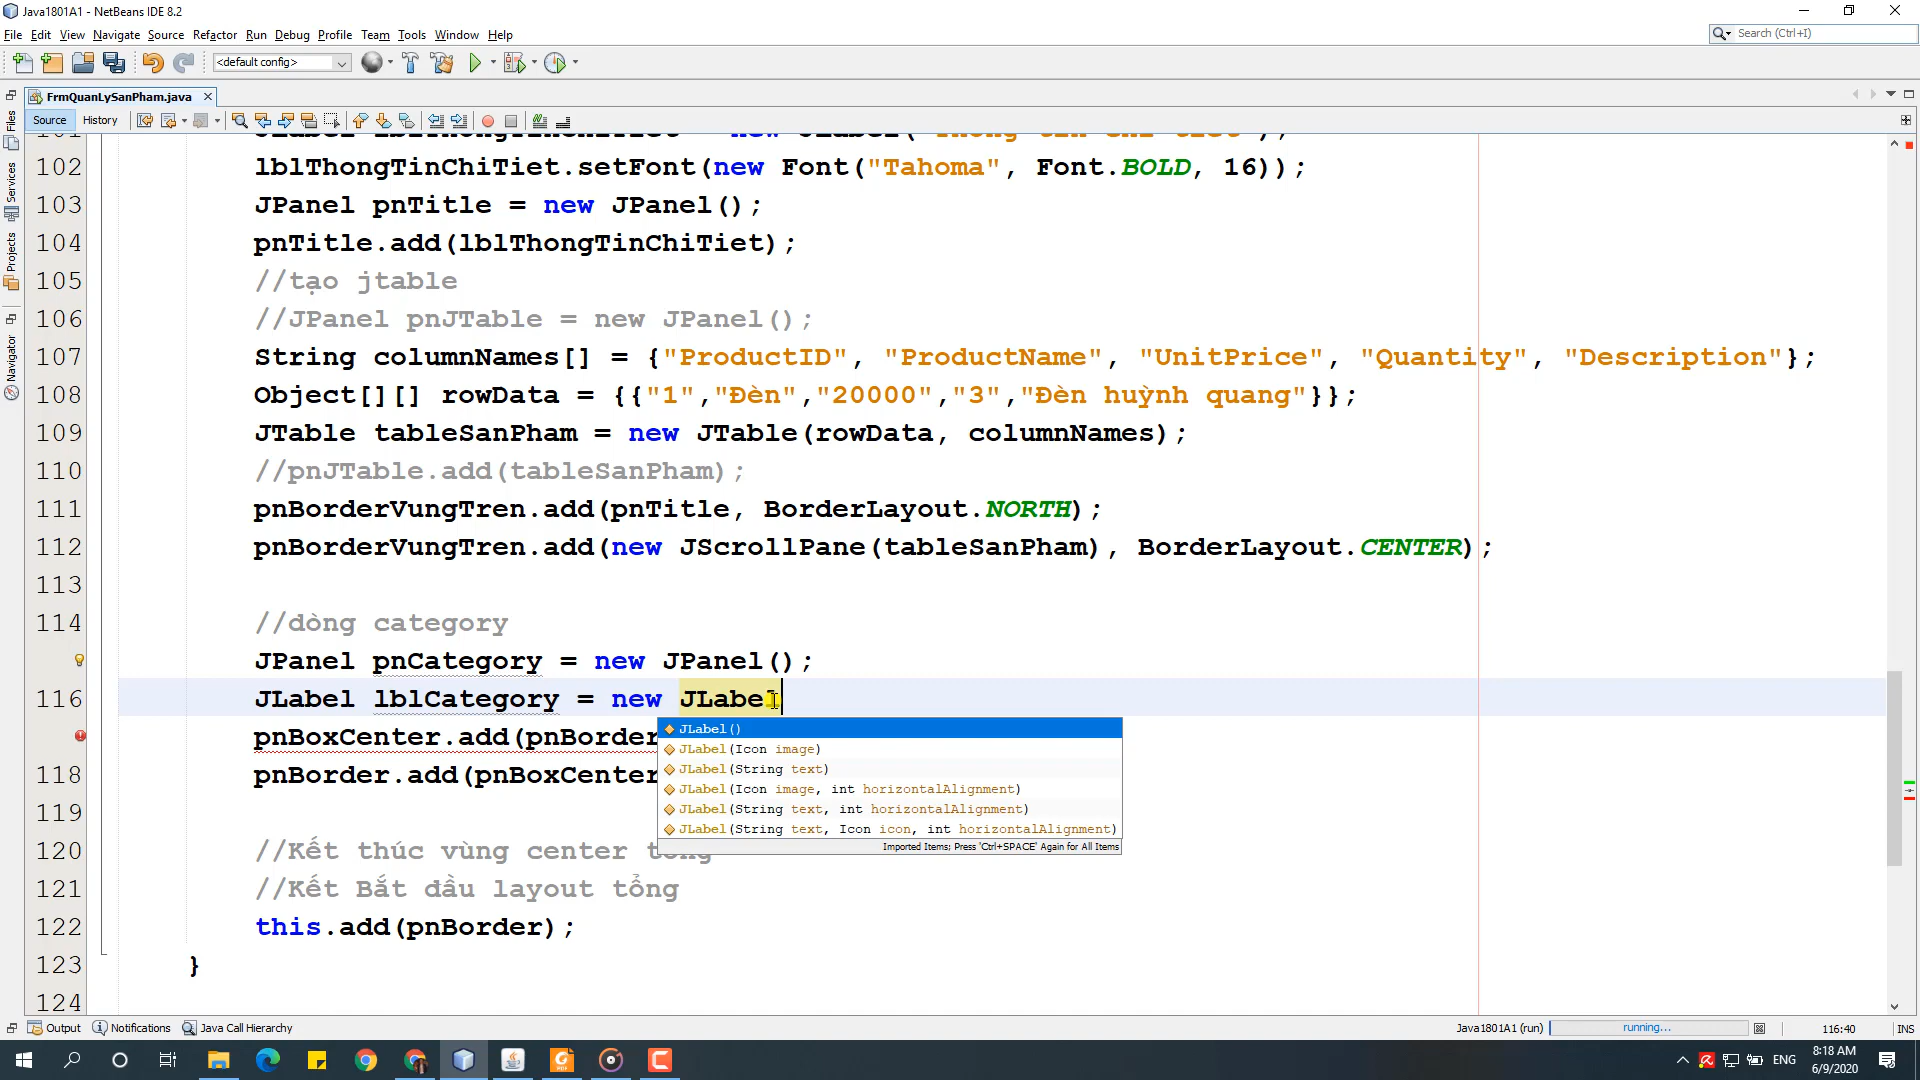 Java1801A1 - NetBeans IDE 8.2
File Edit View Navigate Source Refactor Run Debug Profile Team Tools Window Help
Search (Ctrl+I)
<default config>
FrmQuanLySanPham.java
Source History
Files
Services
Projects
Navigator
102 lblThongTinChiTiet.setFont(new Font("Tahoma", Font.BOLD, 16));
103 JPanel pnTitle = new JPanel();
104 pnTitle.add(lblThongTinChiTiet);
105 //tạo jtable
106 //JPanel pnJTable = new JPanel();
107 String columnNames[] = {"ProductID", "ProductName", "UnitPrice", "Quantity", "Description"};
108 Object[][] rowData = {{"1","Đèn","20000","3","Đèn huỳnh quang"}};
109 JTable tableSanPham = new JTable(rowData, columnNames);
110 //pnJTable.add(tableSanPham);
111 pnBorderVungTren.add(pnTitle, BorderLayout.NORTH);
112 pnBorderVungTren.add(new JScrollPane(tableSanPham), BorderLayout.CENTER);
113
114 //dòng category
JPanel pnCategory = new JPanel();
116 JLabel lblCategory = new JLabel
pnBoxCenter.add(pnBorder
118 pnBorder.add(pnBoxCenter
119
120 //Kết thúc vùng center tổng
121 //Kết Bắt đầu layout tổng
122 this.add(pnBorder);
123 }
124
JLabel()
JLabel(Icon image)
JLabel(String text)
JLabel(Icon image, int horizontalAlignment)
JLabel(String text, int horizontalAlignment)
JLabel(String text, Icon icon, int horizontalAlignment)
Imported Items; Press 'Ctrl+SPACE' Again for All Items
Output Notifications Java Call Hierarchy
Java1801A1 (run) running... 116:40 INS
ENG
8:18 AM
6/9/2020